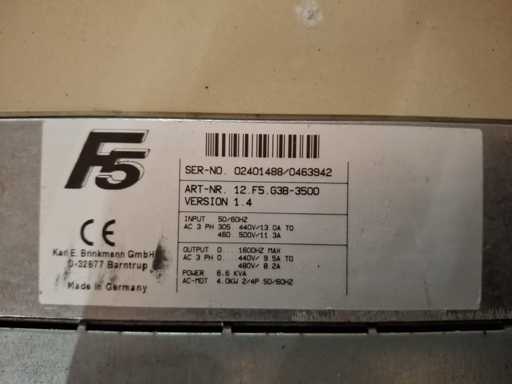 F5
SER-NO. 02401488/0463942
ART-NR. 12.F5.G3B-3500
VERSION 1.4
INPUT 50/60HZ
AC 3 PH 305 440V/13.0A TO
460 500V/11.3A
OUTPUT 0 1600HZ MAX
AC 3 PH 0 440V/ 9.5A TO
480V/ 8.2A
POWER 6.6 KVA
AC-MOT 4.0KW 2/4P 50/60HZ
CE
Karl E. Brinkmann GmbH
D-32677 Barntrup
Made in Germany